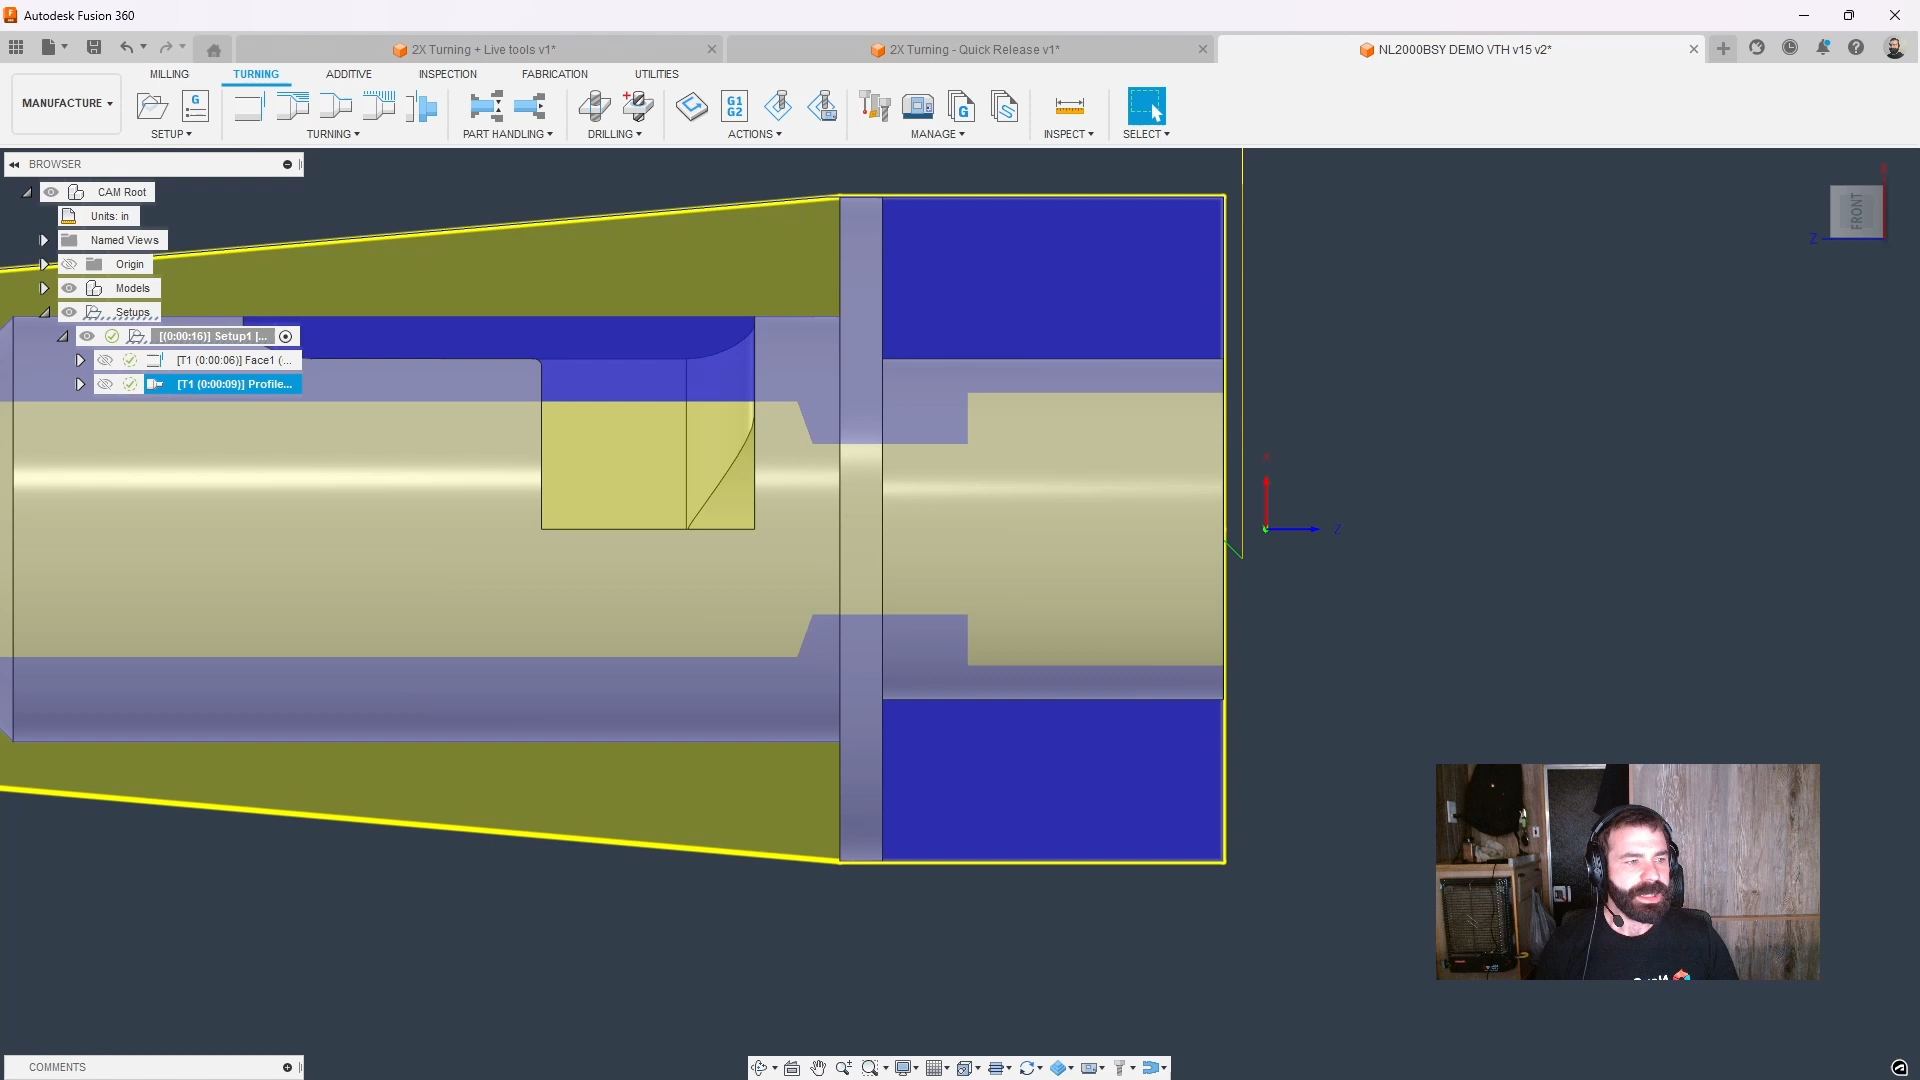 Autodesk Fusion 360
2X Turning + Live tools v1*
2X Turning - Quick Release v1*
NL2000BSY DEMO VTH v15 v2*
MANUFACTURE
MILLING
TURNING
ADDITIVE
INSPECTION
FABRICATION
UTILITIES
G
G1
G2
G
SETUP
TURNING
PART HANDLING
DRILLING
ACTIONS
MANAGE
INSPECT
SELECT
BROWSER
CAM Root
Units: in
Named Views
Origin
Models
Setups
[(0:00:16)] Setup1 [...
[T1 (0:00:06)] Face1 (...
[T1 (0:00:09)] Profile...
FRONT
Z
Z
COMMENTS